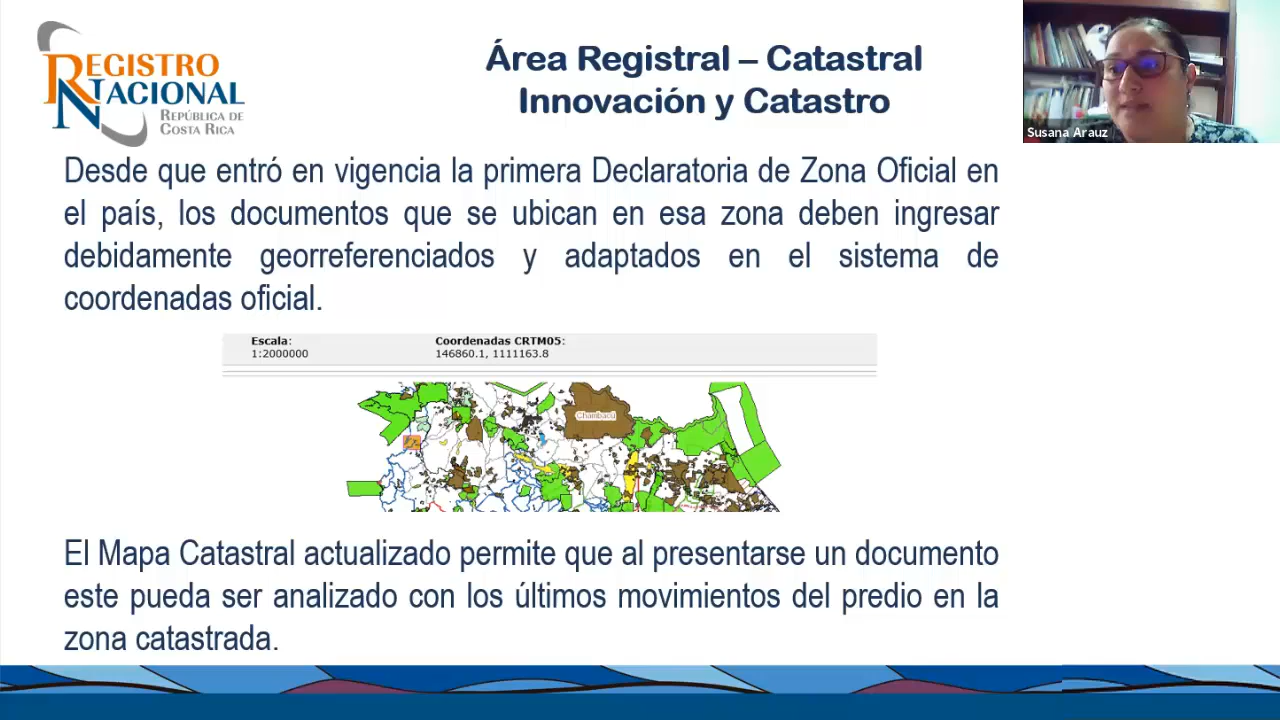 REGISTRO
NACIONAL
REPÚBLICA DE
COSTA RICA
Área Registral – Catastral
Innovación y Catastro
Susana Arauz
Desde que entró en vigencia la primera Declaratoria de Zona Oficial en
el país, los documentos que se ubican en esa zona deben ingresar
debidamente georreferenciados y adaptados en el sistema de
coordenadas oficial.
Escala: Coordenadas CRTM05:
1:2000000 146860.1, 1111163.8
Chambacú
El Mapa Catastral actualizado permite que al presentarse un documento
este pueda ser analizado con los últimos movimientos del predio en la
zona catastrada.